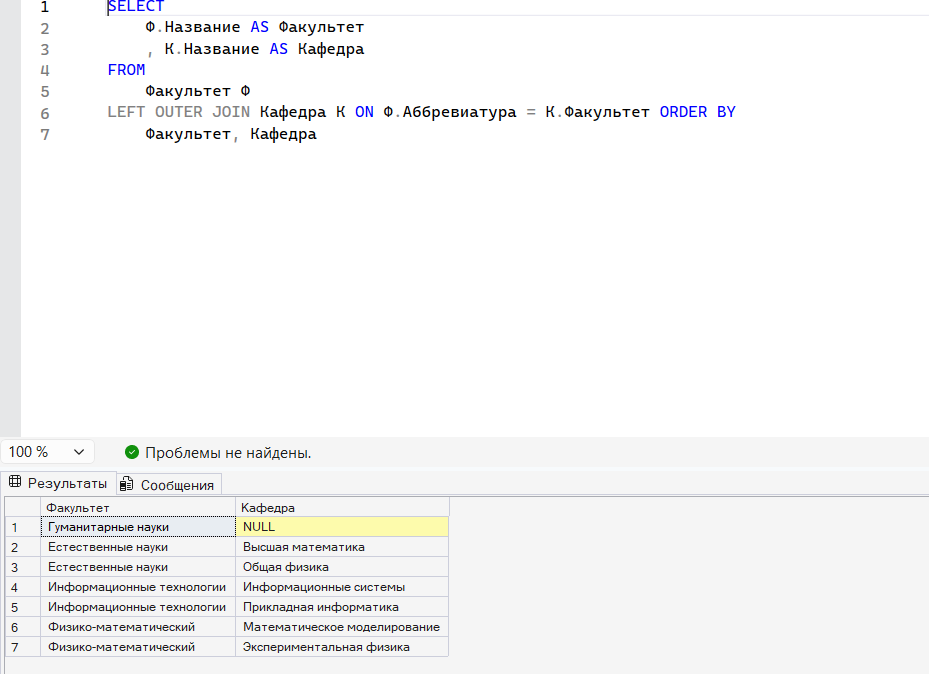 1 SELECT
2 Ф.Название AS Факультет
3 , К.Название AS Кафедра
4 FROM
5 Факультет Ф
6 LEFT OUTER JOIN Кафедра К ON Ф.Аббревиатура = К.Факультет ORDER BY
7 Факультет, Кафедра
100 % Проблемы не найдены.
Результаты Сообщения
Факультет Кафедра
1 Гуманитарные науки NULL
2 Естественные науки Высшая математика
3 Естественные науки Общая физика
4 Информационные технологии Информационные системы
5 Информационные технологии Прикладная информатика
6 Физико-математический Математическое моделирование
7 Физико-математический Экспериментальная физика